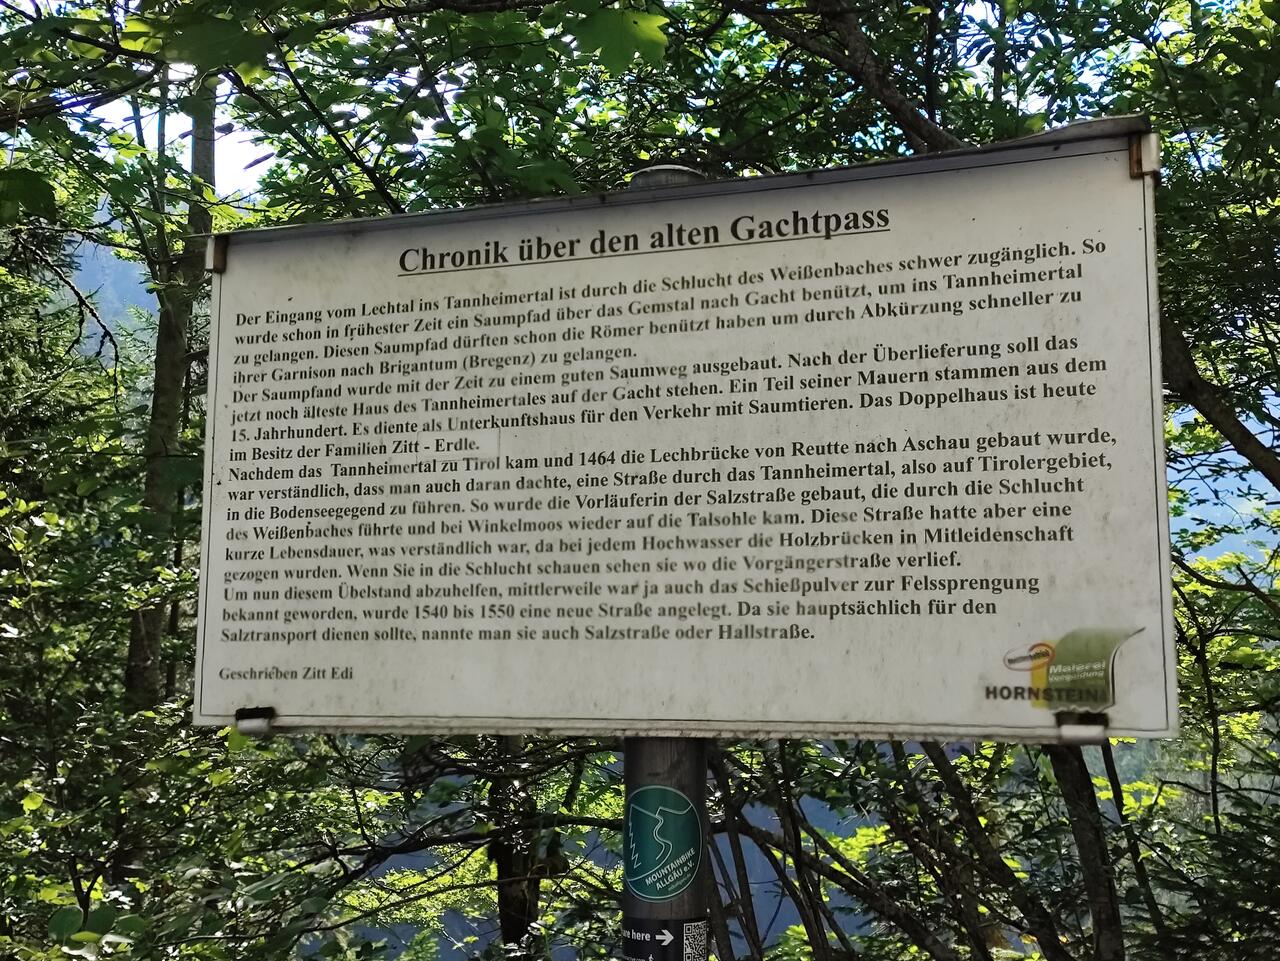 Chronik über den alten Gachtpass
Der Eingang vom Lechtal ins Tannheimertal ist durch die Schlucht des Weißenbaches schwer zugänglich. So
wurde schon in frühester Zeit ein Saumpfad über das Gemstal nach Gacht benützt, um ins Tannheimertal
zu gelangen. Diesen Saumpfad dürften schon die Römer benützt haben um durch Abkürzung schneller zu
ihrer Garnison nach Brigantum (Bregenz) zu gelangen.
Der Saumpfand wurde mit der Zeit zu einem guten Saumweg ausgebaut. Nach der Überlieferung soll das
jetzt noch älteste Haus des Tannheimertales auf der Gacht stehen. Ein Teil seiner Mauern stammen aus dem
15. Jahrhundert. Es diente als Unterkunftshaus für den Verkehr mit Saumtieren. Das Doppelhaus ist heute
im Besitz der Familien Zitt - Erdle.
Nachdem das Tannheimertal zu Tirol kam und 1464 die Lechbrücke von Reutte nach Aschau gebaut wurde,
war verständlich, dass man auch daran dachte, eine Straße durch das Tannheimertal, also auf Tirolergebiet,
in die Bodenseegegend zu führen. So wurde die Vorläuferin der Salzstraße gebaut, die durch die Schlucht
des Weißenbaches führte und bei Winkelmoos wieder auf die Talsohle kam. Diese Straße hatte aber eine
kurze Lebensdauer, was verständlich war, da bei jedem Hochwasser die Holzbrücken in Mitleidenschaft
gezogen wurden. Wenn Sie in die Schlucht schauen sehen sie wo die Vorgängerstraße verlief.
Um nun diesem Übelstand abzuhelfen, mittlerweile war ja auch das Schießpulver zur Felssprengung
bekannt geworden, wurde 1540 bis 1550 eine neue Straße angelegt. Da sie hauptsächlich für den
Salztransport dienen sollte, nannte man sie auch Salzstraße oder Hallstraße.
Geschrieben Zitt Edi
Malerei
Vergoldung
HORNSTEIN
MOUNTAINBIKE
ALLGÄU e.V.
here